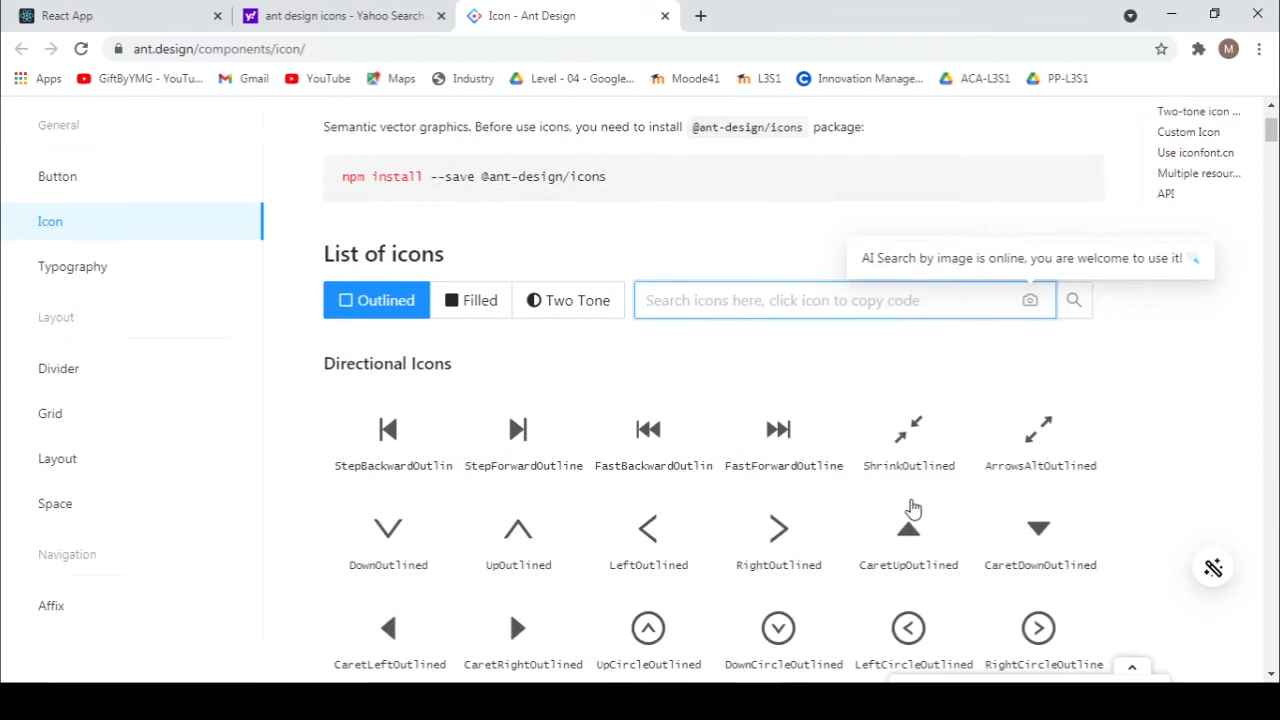 React App
ant design icons - Yahoo Search
Icon - Ant Design
ant.design/components/icon/
M
Apps
GiftByYMG - YouTu...
Gmail
YouTube
Maps
Industry
Level - 04 - Google...
Moode41
L3S1
Innovation Manage...
ACA-L3S1
PP-L3S1
General
Button
Icon
Typography
Layout
Divider
Grid
Layout
Space
Navigation
Affix
Semantic vector graphics. Before use icons, you need to install @ant-design/icons package:
npm install --save @ant-design/icons
List of icons
AI Search by image is online, you are welcome to use it!
Outlined
Filled
Two Tone
Search icons here, click icon to copy code
Directional Icons
StepBackwardOutlin
StepForwardOutline
FastBackwardOutlin
FastForwardOutline
ShrinkOutlined
ArrowsAltOutlined
DownOutlined
UpOutlined
LeftOutlined
RightOutlined
CaretUpOutlined
CaretDownOutlined
CaretLeftOutlined
CaretRightOutlined
UpCircleOutlined
DownCircleOutlined
LeftCircleOutlined
RightCircleOutline
Two-tone icon ...
Custom Icon
Use iconfont.cn
Multiple resour...
API